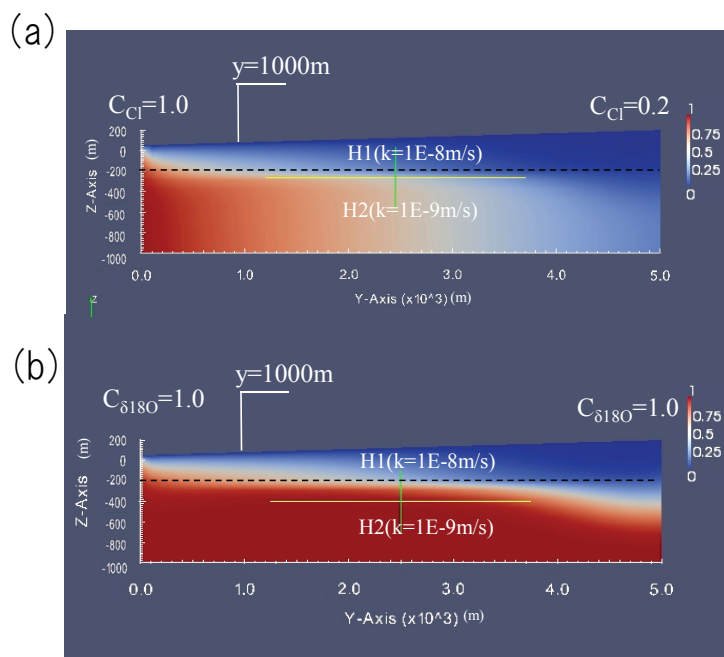 (a)
y=1000m
C_Cl=1.0
C_Cl=0.2
Z-Axis (m)
200
0
-200
-400
-600
-800
-1000
H1(k=1E-8m/s)
H2(k=1E-9m/s)
1
0.75
0.5
0.25
0
0.0 1.0 2.0 3.0 4.0 5.0
Y-Axis (x10^3) (m)
z
(b)
y=1000m
C_δ18O=1.0
C_δ18O=1.0
Z-Axis (m)
200
0
-200
-400
-600
-800
-1000
H1(k=1E-8m/s)
H2(k=1E-9m/s)
1
0.75
0.5
0.25
0
0.0 1.0 2.0 3.0 4.0 5.0
Y-Axis (x10^3) (m)